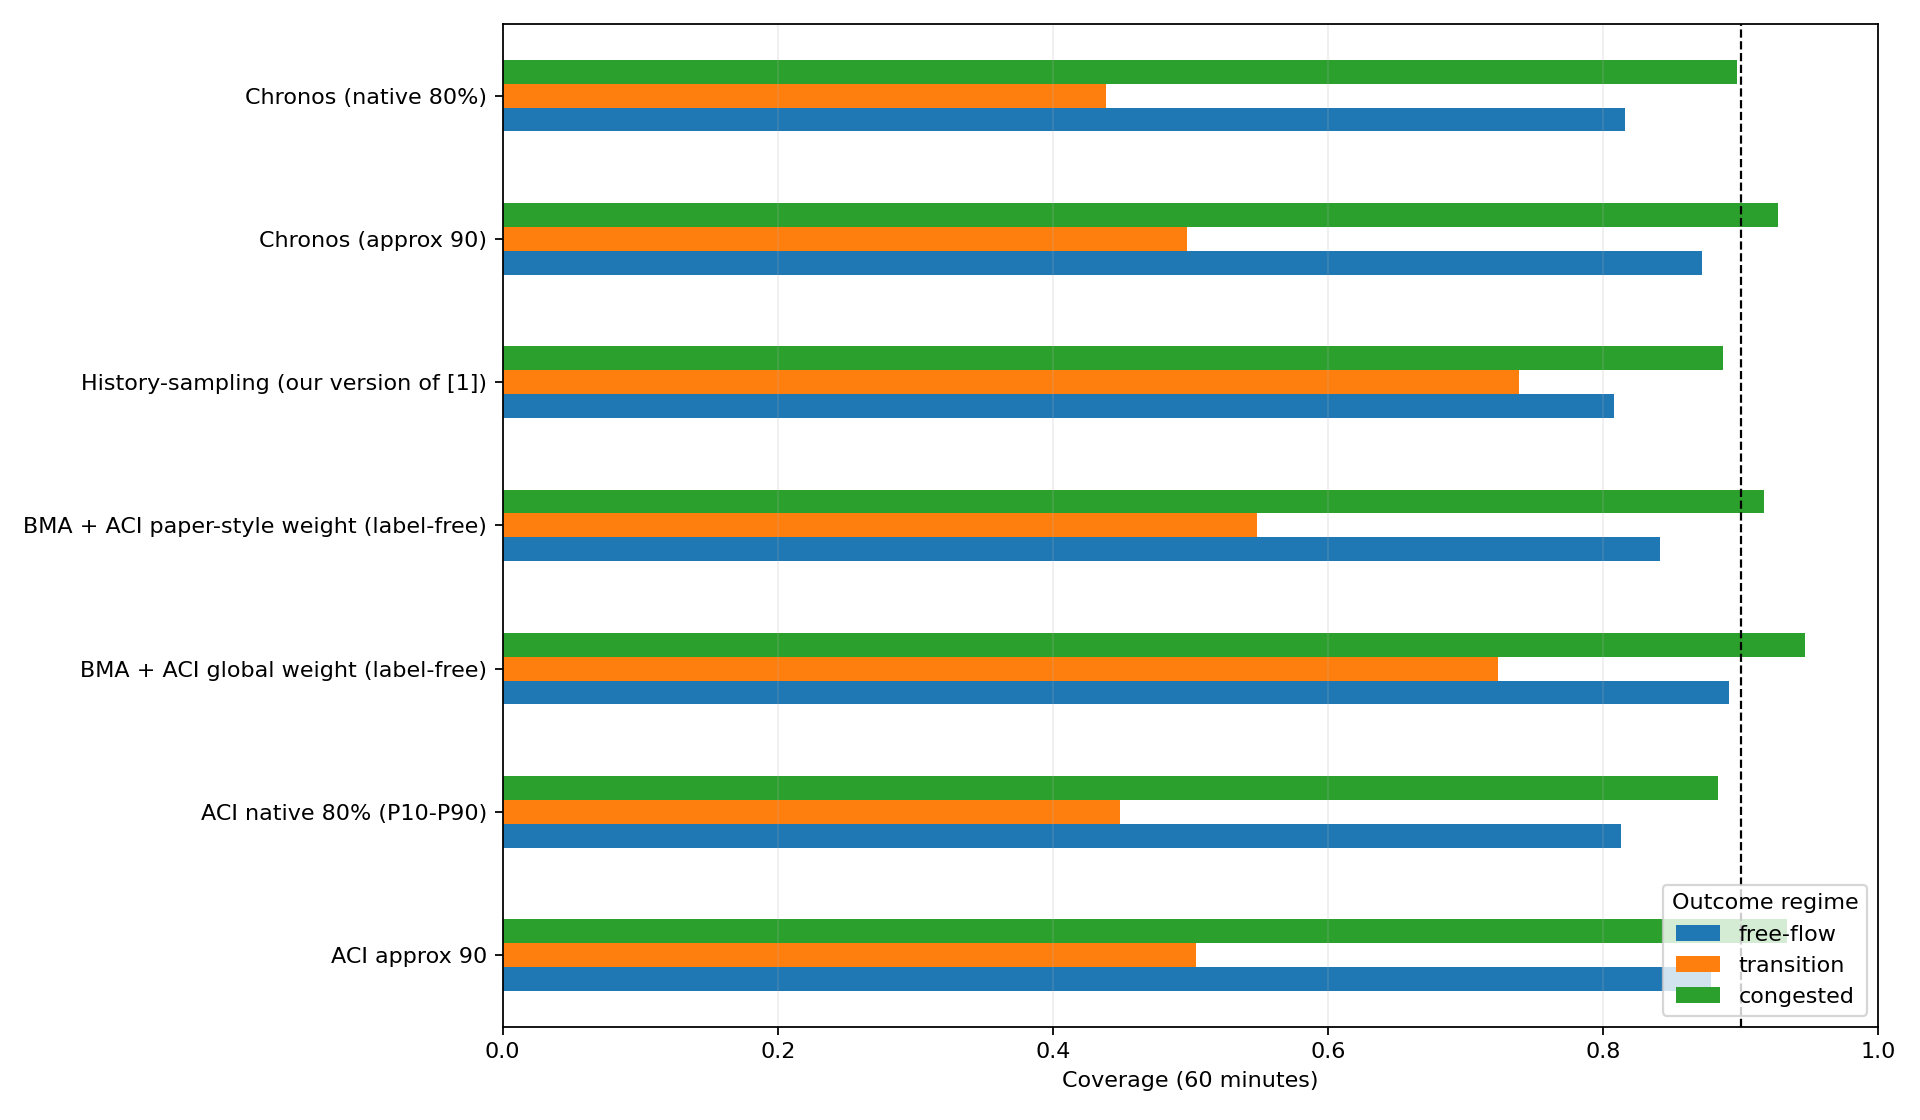 Chronos (native 80%)
Chronos (approx 90)
History-sampling (our version of [1])
BMA + ACI paper-style weight (label-free)
BMA + ACI global weight (label-free)
ACI native 80% (P10-P90)
ACI approx 90
Outcome regime
free-flow
transition
congested
0.0 0.2 0.4 0.6 0.8 1.0
Coverage (60 minutes)